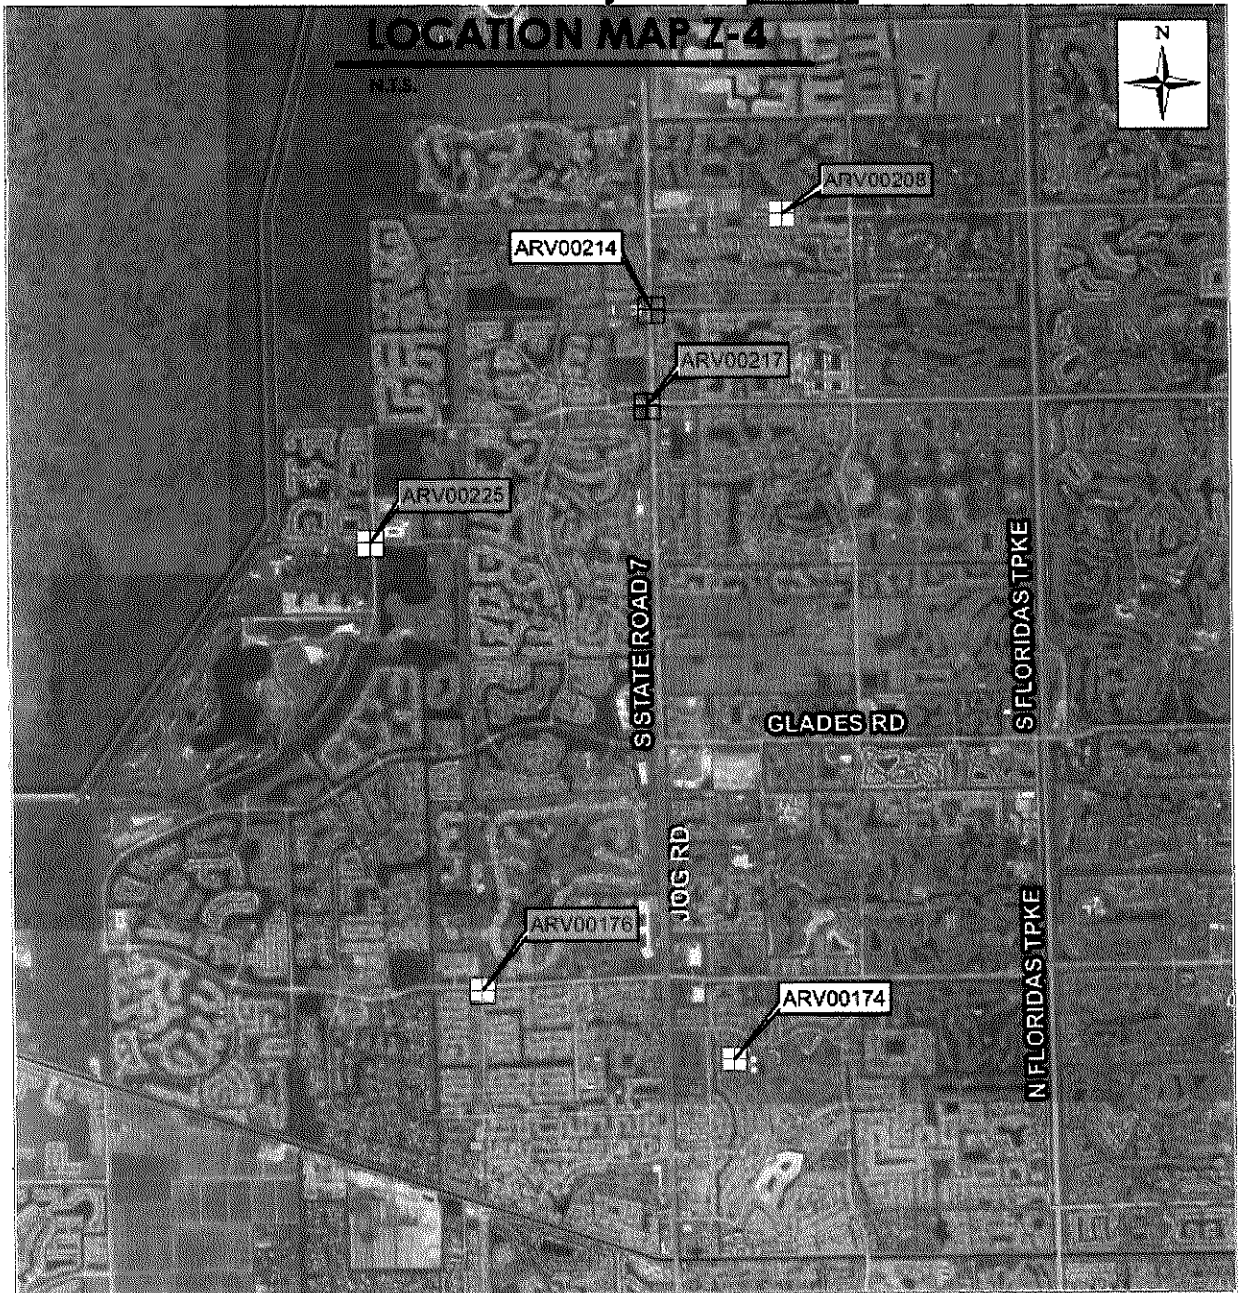 LOCATION MAP Z-4
N.T.S.
N
ARV00208
ARV00214
ARV00217
ARV00225
S STATE ROAD 7
S FLORIDAS TPKE
GLADES RD
JOG RD
ARV00176
N FLORIDAS TPKE
ARV00174